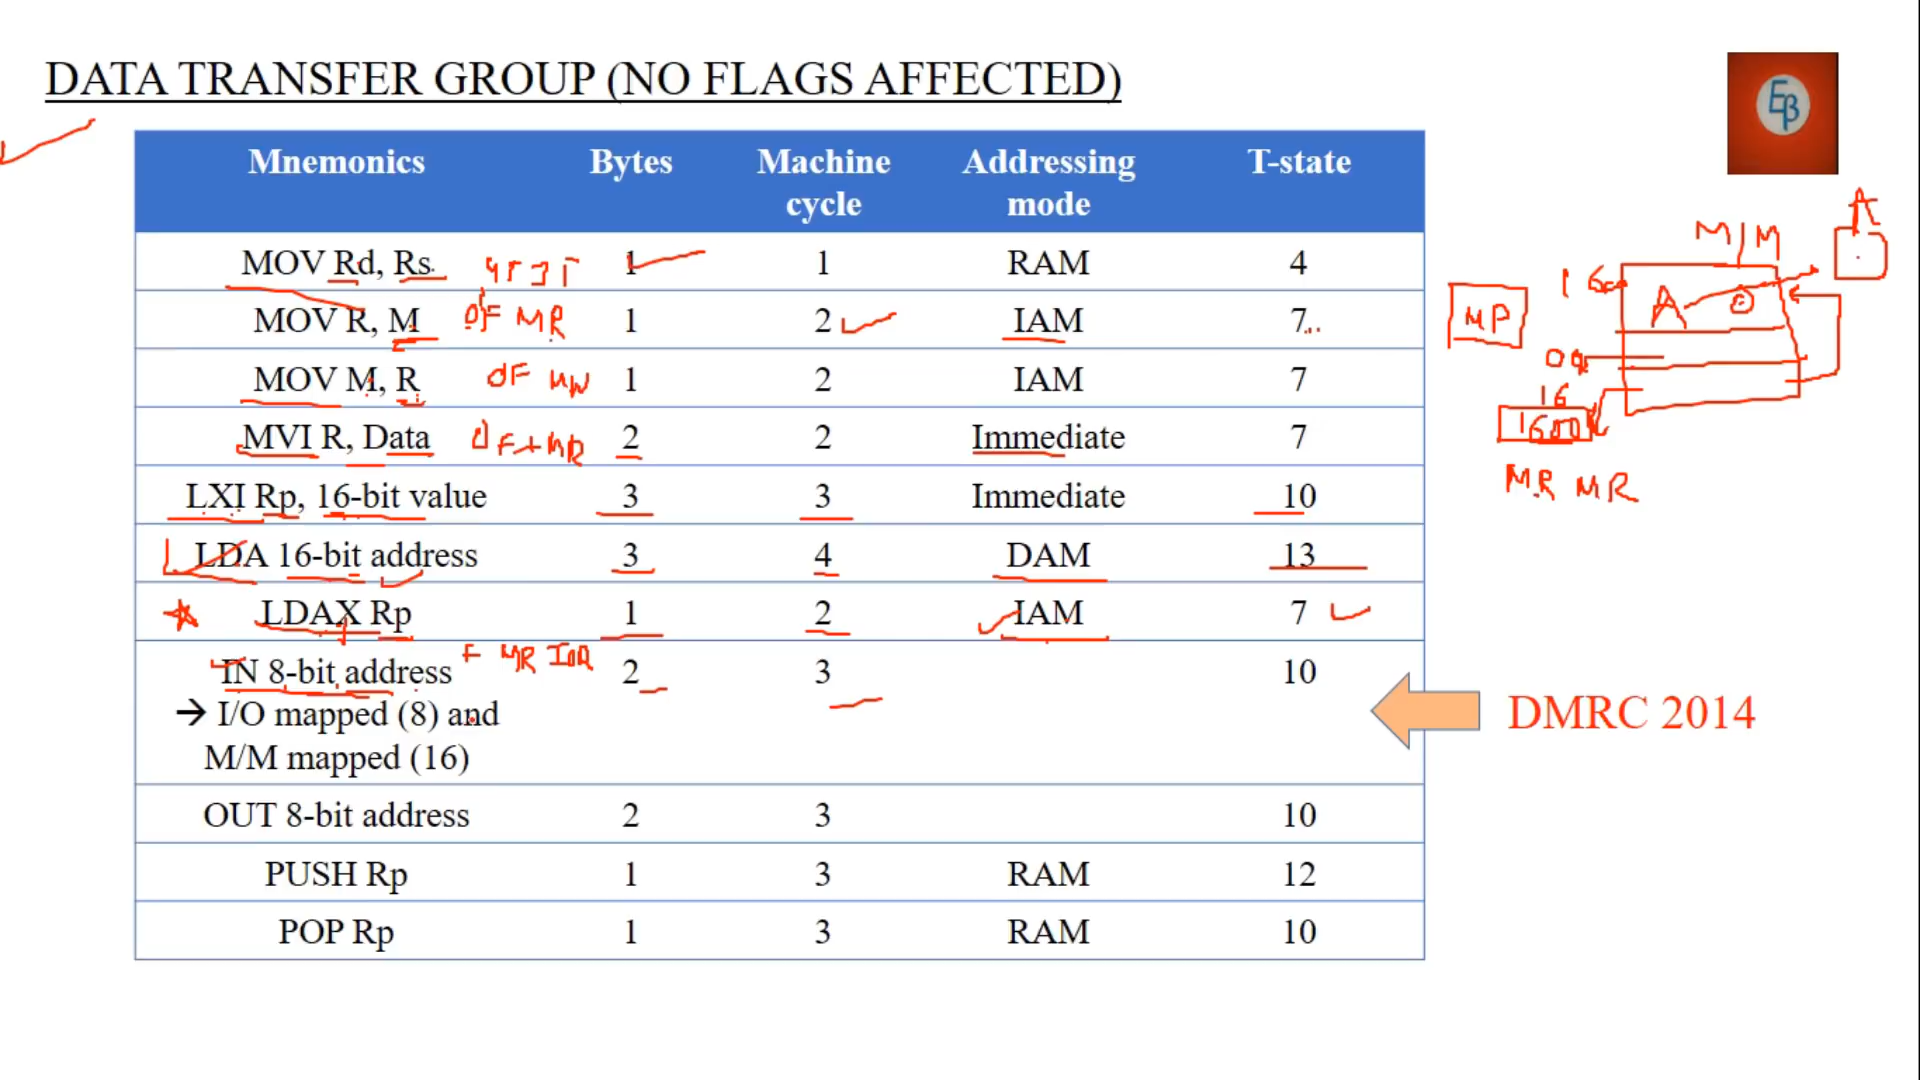 DATA TRANSFER GROUP (NO FLAGS AFFECTED)
Eβ
Mnemonics Bytes Machine cycle Addressing mode T-state
MOV Rd, Rs 1 1 RAM 4
MOV R, M OF MR 1 2 IAM 7
MOV M, R OF MW 1 2 IAM 7
MVI R, Data OF+MR 2 2 Immediate 7
LXI Rp, 16-bit value 3 3 Immediate 10
LDA 16-bit address 3 4 DAM 13
LDAX Rp 1 2 IAM 7
IN 8-bit address F MR IOR 2 3 10
→ I/O mapped (8) and
M/M mapped (16)
OUT 8-bit address 2 3 10
PUSH Rp 1 3 RAM 12
POP Rp 1 3 RAM 10
A
M/M
MP
A
16
MR MR
DMRC 2014